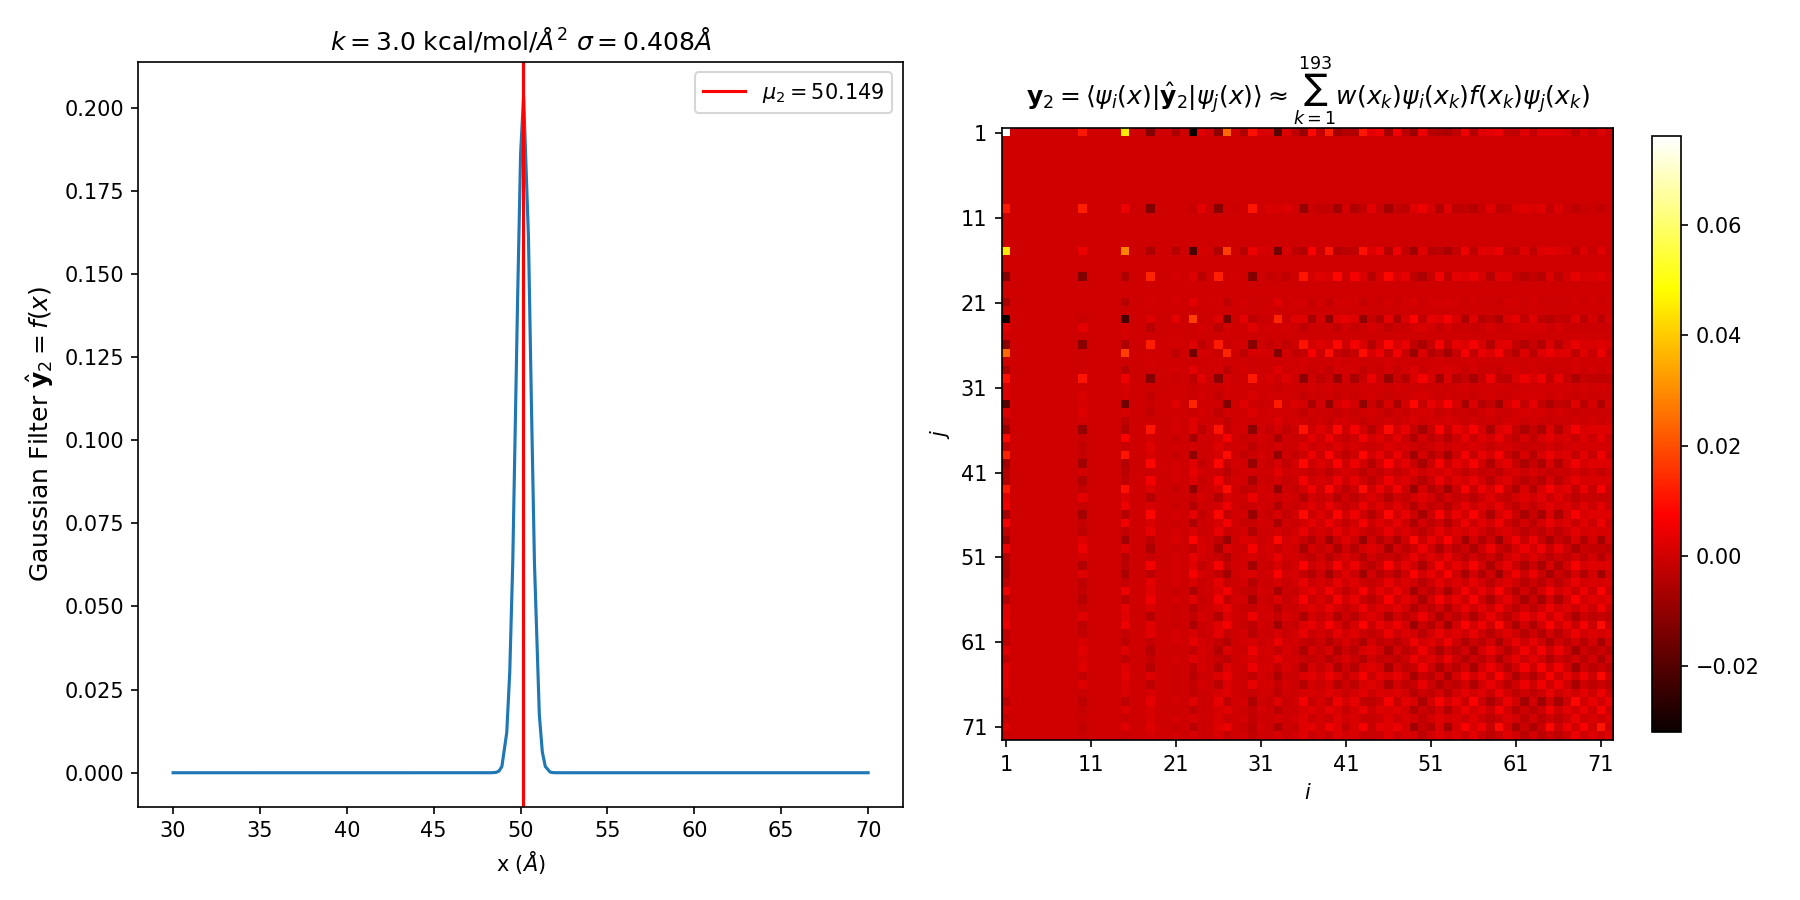 k = 3.0 kcal/mol/Å² σ = 0.408Å
μ₂ = 50.149
Gaussian Filter ŷ₂ = f(x)
0.200
0.175
0.150
0.125
0.100
0.075
0.050
0.025
0.000
30 35 40 45 50 55 60 65 70
x (Å)
193
y₂ = ⟨ψᵢ(x)|ŷ₂|ψⱼ(x)⟩ ≈ ∑ w(xₖ)ψᵢ(xₖ)f(xₖ)ψⱼ(xₖ)
k = 1
j
1
11
21
31
41
51
61
71
1 11 21 31 41 51 61 71
i
0.06
0.04
0.02
0.00
−0.02